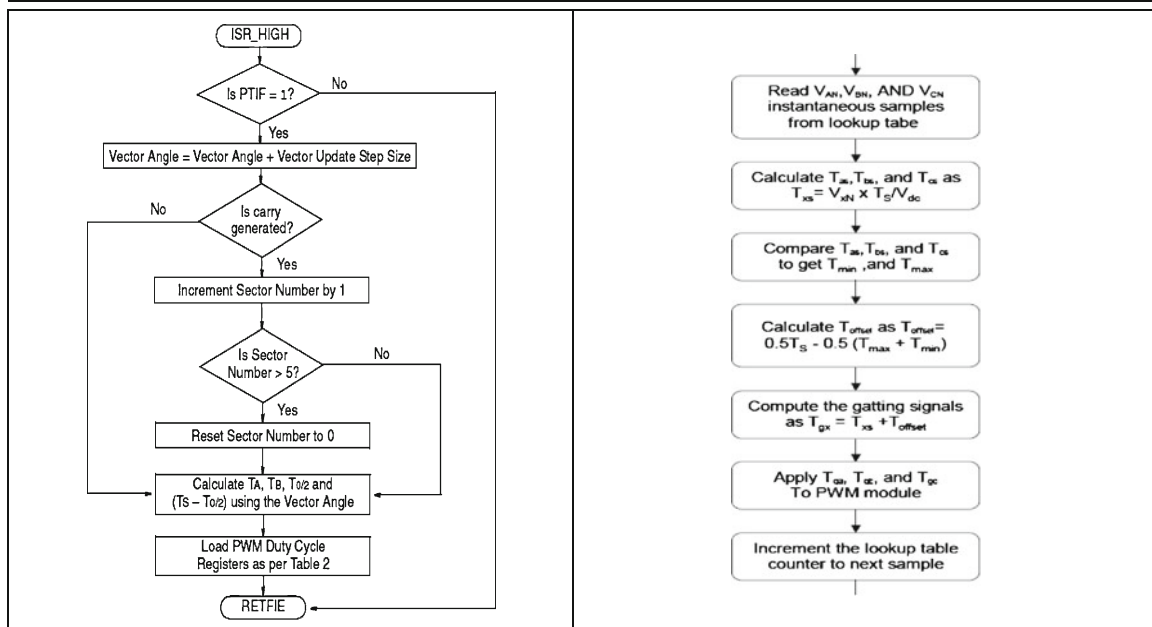 ISR_HIGH
Is PTIF = 1?
No
Yes
Vector Angle = Vector Angle + Vector Update Step Size
No
Is carry
generated?
Yes
Increment Sector Number by 1
Is Sector
Number > 5?
No
Yes
Reset Sector Number to 0
Calculate TA, TB, T0/2 and
(TS – T0/2) using the Vector Angle
Load PWM Duty Cycle
Registers as per Table 2
RETFIE
Read VAN,VBN, AND VCN
instantaneous samples
from lookup tabe
Calculate Tas,Tbs, and Tcs as
Txs= VxN x TS/Vdc
Compare Tas,Tbs, and Tcs
to get Tmin ,and Tmax
Calculate Toffset as Toffset=
0.5TS - 0.5 (Tmax + Tmin)
Compute the gatting signals
as Tgx = Txs +Toffset
Apply and Tgc
To PWM module
Increment the lookup table
counter to next sample